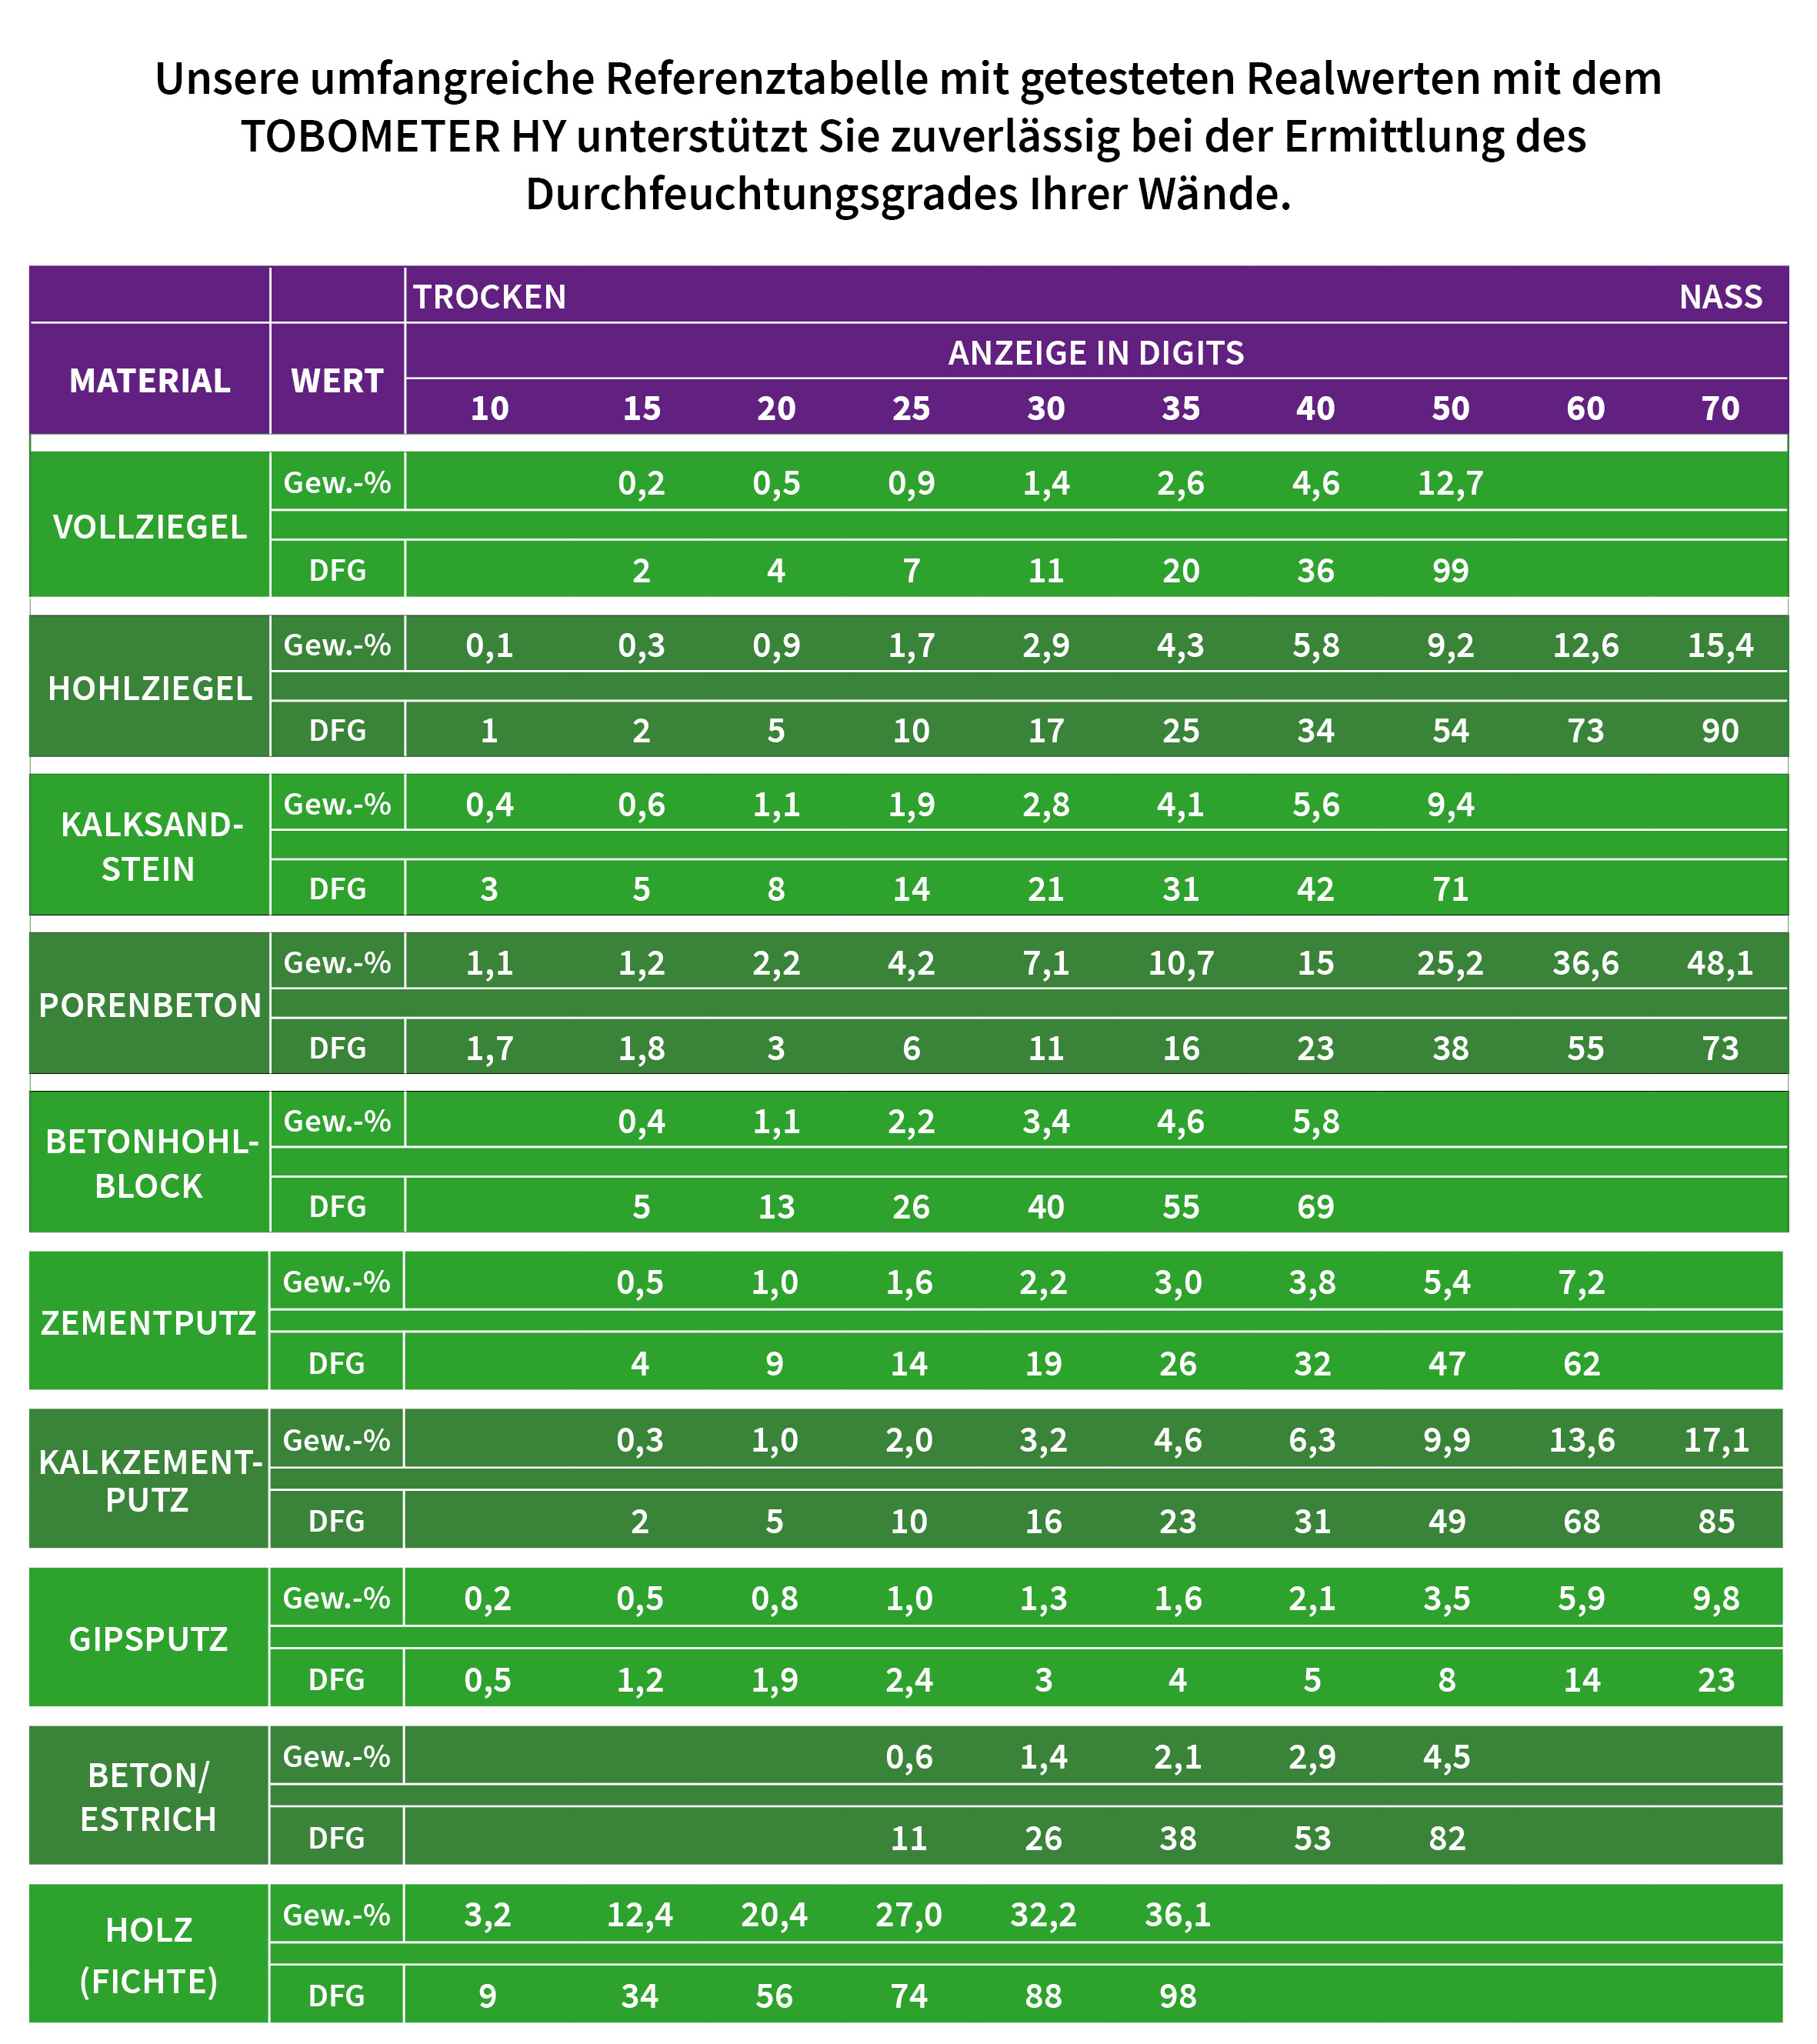 Unsere umfangreiche Referenztabelle mit getesteten Realwerten mit dem
TOBOMETER HY unterstützt Sie zuverlässig bei der Ermittlung des
Durchfeuchtungsgrades Ihrer Wände.
TROCKEN NASS
MATERIAL WERT ANZEIGE IN DIGITS
10 15 20 25 30 35 40 50 60 70
VOLLZIEGEL
Gew.-% 0,2 0,5 0,9 1,4 2,6 4,6 12,7
DFG 2 4 7 11 20 36 99
HOHLZIEGEL
Gew.-% 0,1 0,3 0,9 1,7 2,9 4,3 5,8 9,2 12,6 15,4
DFG 1 2 5 10 17 25 34 54 73 90
KALKSAND-
STEIN
Gew.-% 0,4 0,6 1,1 1,9 2,8 4,1 5,6 9,4
DFG 3 5 8 14 21 31 42 71
PORENBETON
Gew.-% 1,1 1,2 2,2 4,2 7,1 10,7 15 25,2 36,6 48,1
DFG 1,7 1,8 3 6 11 16 23 38 55 73
BETONHOHL-
BLOCK
Gew.-% 0,4 1,1 2,2 3,4 4,6 5,8
DFG 5 13 26 40 55 69
ZEMENTPUTZ
Gew.-% 0,5 1,0 1,6 2,2 3,0 3,8 5,4 7,2
DFG 4 9 14 19 26 32 47 62
KALKZEMENT-
PUTZ
Gew.-% 0,3 1,0 2,0 3,2 4,6 6,3 9,9 13,6 17,1
DFG 2 5 10 16 23 31 49 68 85
GIPSPUTZ
Gew.-% 0,2 0,5 0,8 1,0 1,3 1,6 2,1 3,5 5,9 9,8
DFG 0,5 1,2 1,9 2,4 3 4 5 8 14 23
BETON/
ESTRICH
Gew.-% 0,6 1,4 2,1 2,9 4,5
DFG 11 26 38 53 82
HOLZ
(FICHTE)
Gew.-% 3,2 12,4 20,4 27,0 32,2 36,1
DFG 9 34 56 74 88 98